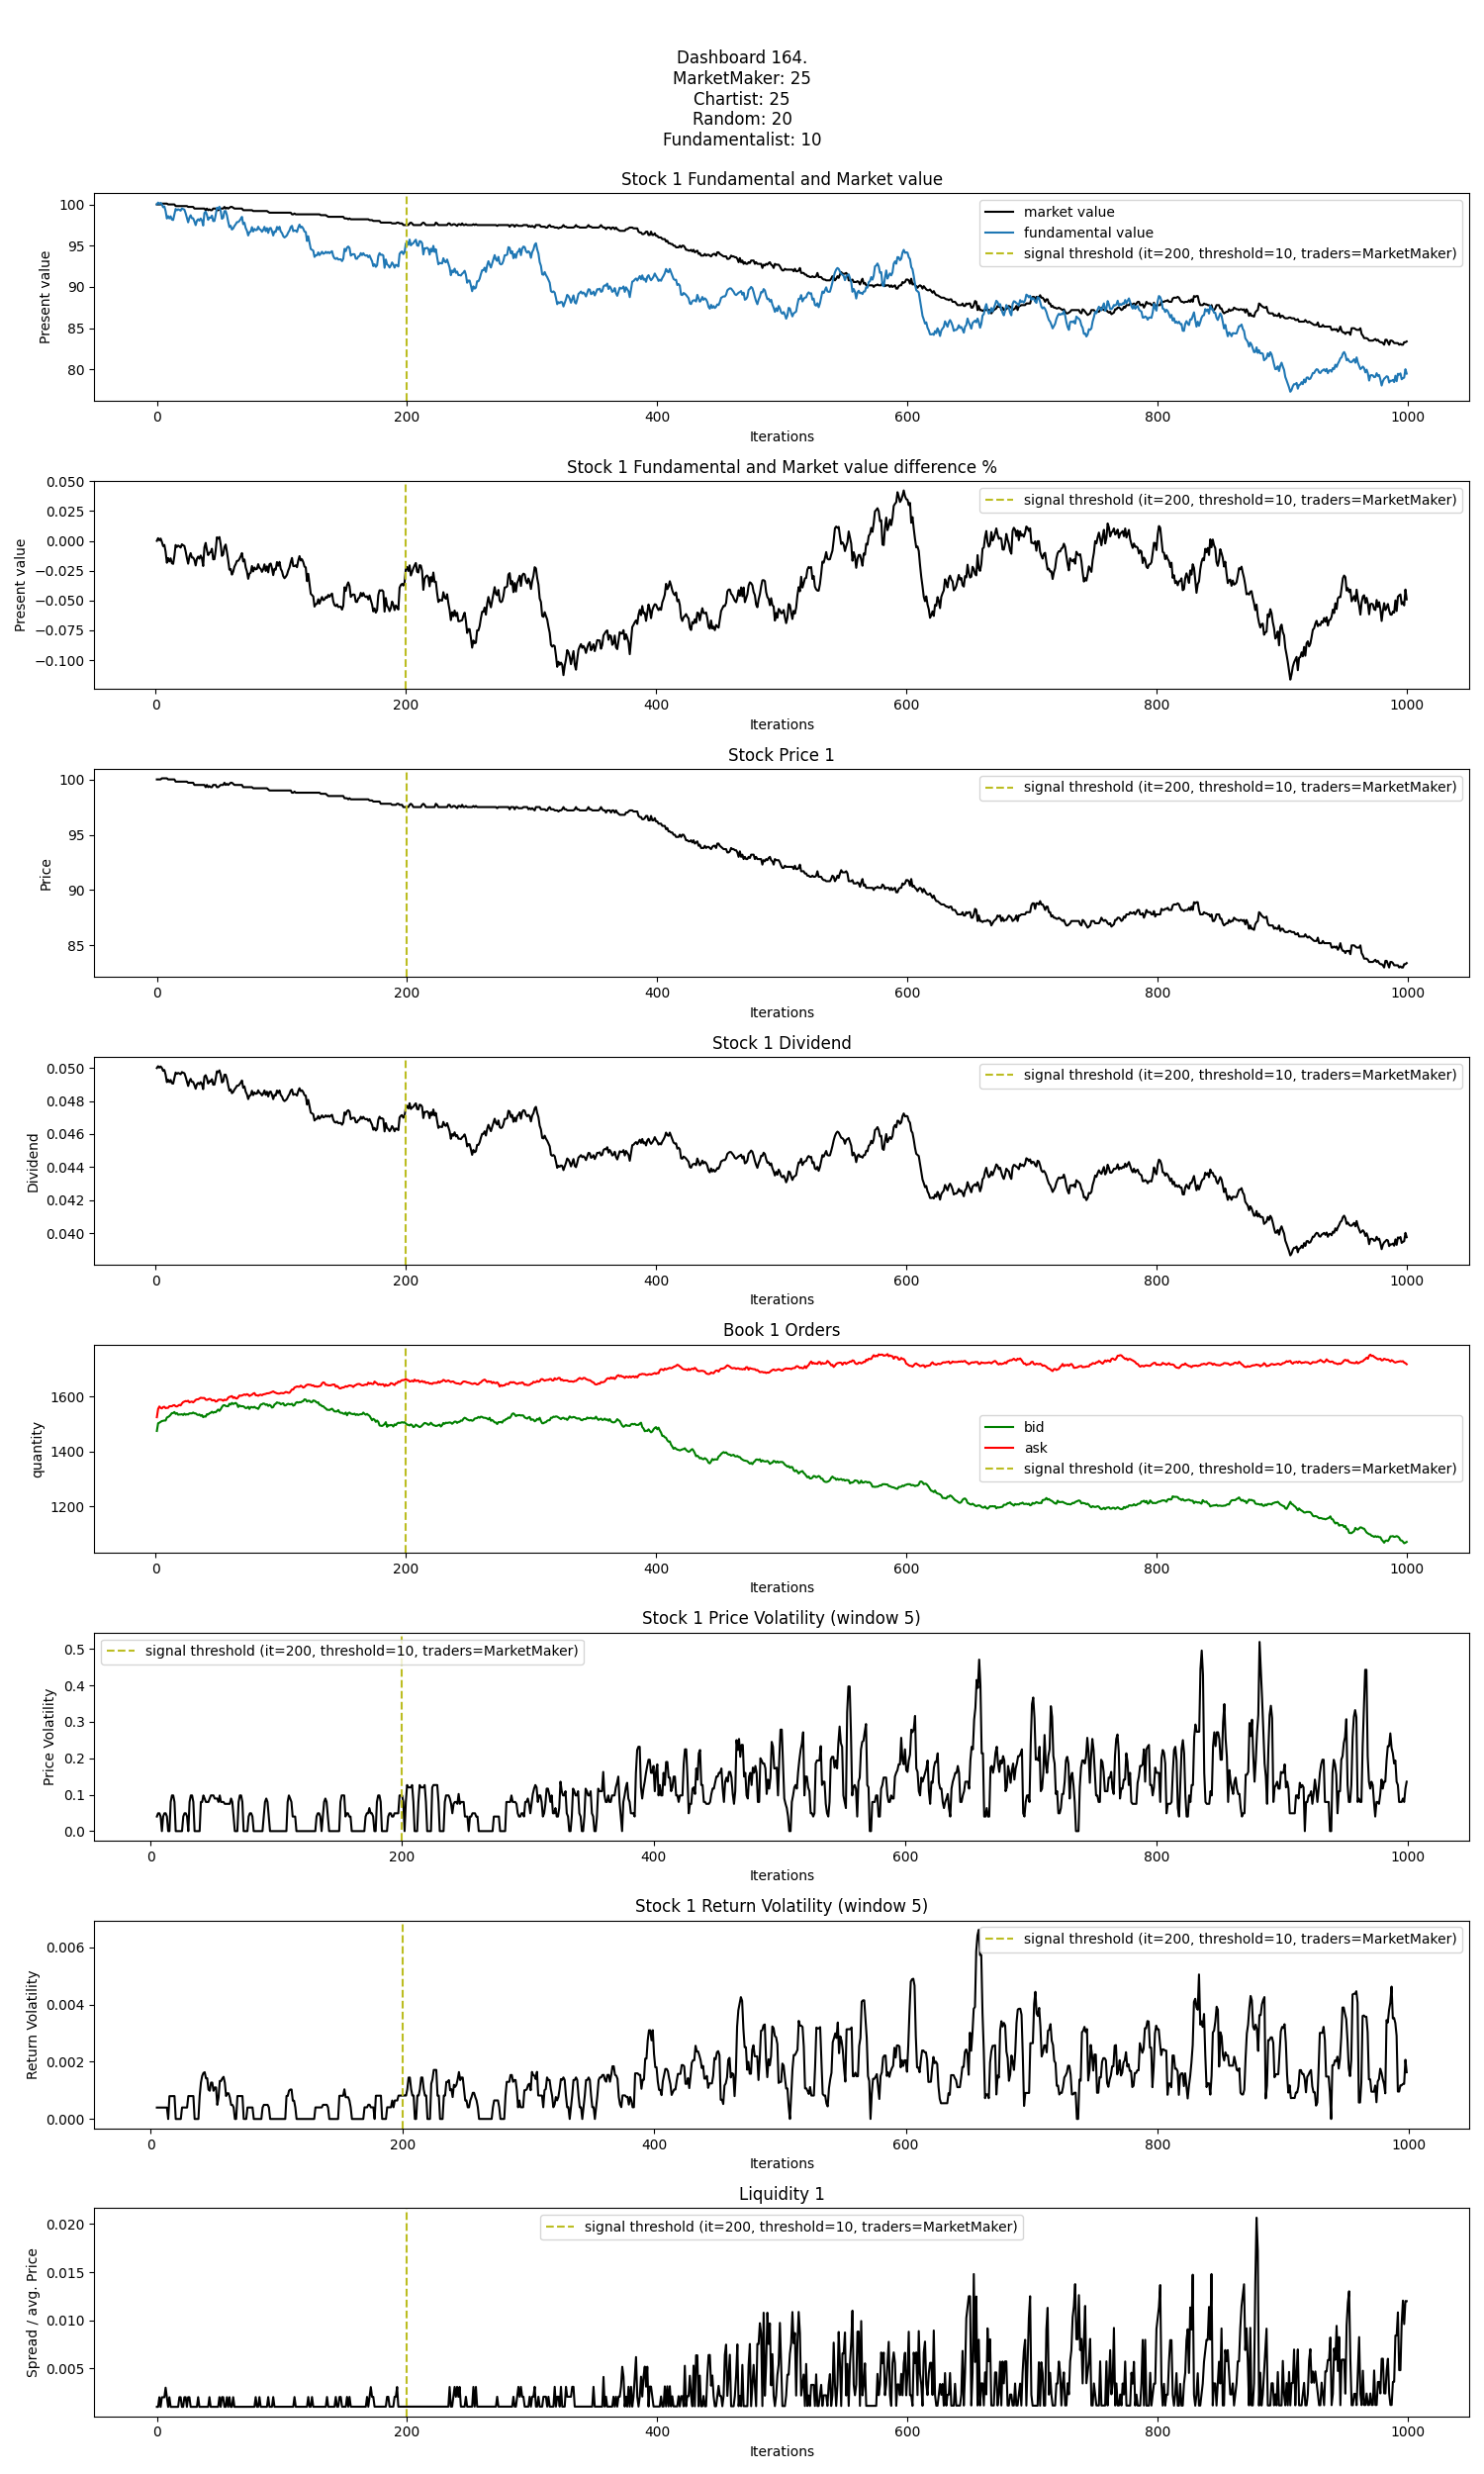 Dashboard 164.
MarketMaker: 25
Chartist: 25
Random: 20
Fundamentalist: 10
Stock 1 Fundamental and Market value
market value
fundamental value
signal threshold (it=200, threshold=10, traders=MarketMaker)
Present value
100
95
90
85
80
0 200 400 600 800 1000
Iterations
Stock 1 Fundamental and Market value difference %
signal threshold (it=200, threshold=10, traders=MarketMaker)
Present value
0.050
0.025
0.000
−0.025
−0.050
−0.075
−0.100
0 200 400 600 800 1000
Iterations
Stock Price 1
signal threshold (it=200, threshold=10, traders=MarketMaker)
Price
100
95
90
85
0 200 400 600 800 1000
Iterations
Stock 1 Dividend
signal threshold (it=200, threshold=10, traders=MarketMaker)
Dividend
0.050
0.048
0.046
0.044
0.042
0.040
0 200 400 600 800 1000
Iterations
Book 1 Orders
bid
ask
signal threshold (it=200, threshold=10, traders=MarketMaker)
quantity
1600
1400
1200
0 200 400 600 800 1000
Iterations
Stock 1 Price Volatility (window 5)
signal threshold (it=200, threshold=10, traders=MarketMaker)
Price Volatility
0.5
0.4
0.3
0.2
0.1
0.0
0 200 400 600 800 1000
Iterations
Stock 1 Return Volatility (window 5)
signal threshold (it=200, threshold=10, traders=MarketMaker)
Return Volatility
0.006
0.004
0.002
0.000
0 200 400 600 800 1000
Iterations
Liquidity 1
signal threshold (it=200, threshold=10, traders=MarketMaker)
Spread / avg. Price
0.020
0.015
0.010
0.005
0 200 400 600 800 1000
Iterations